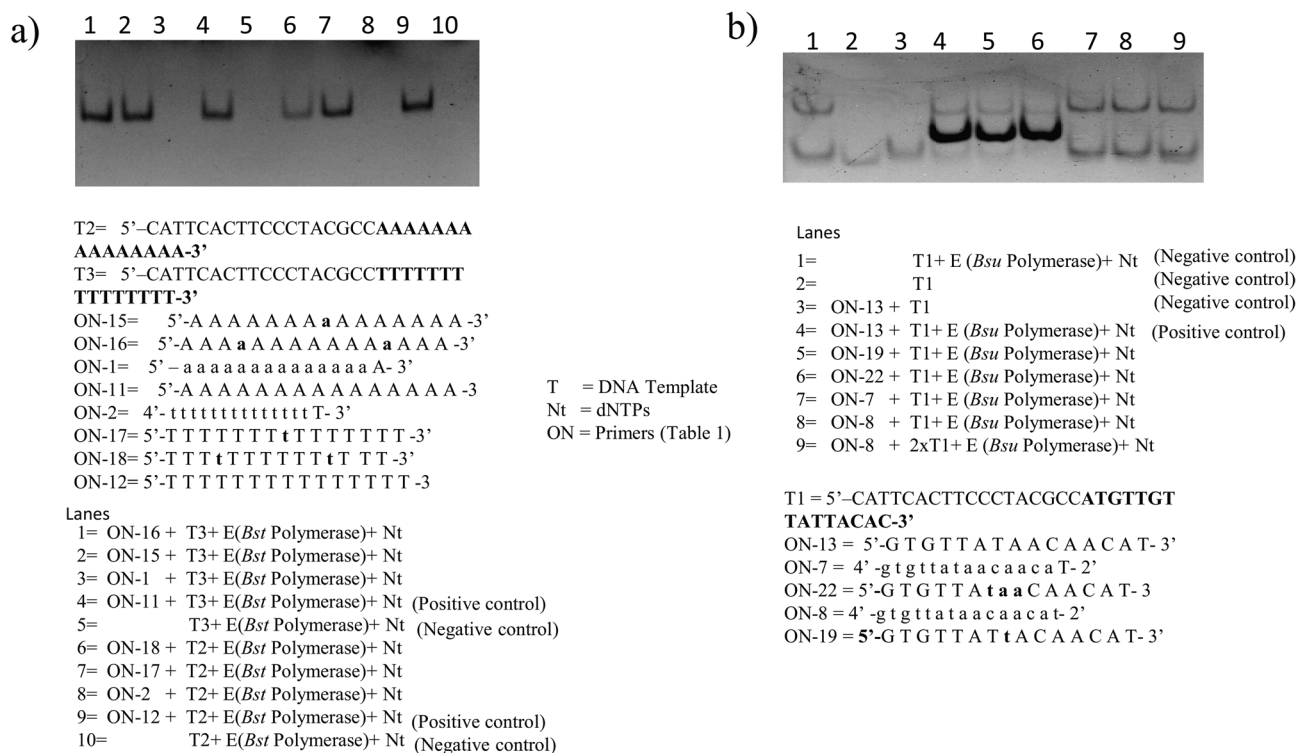 a)
1 2 3 4 5 6 7 8 9 10
T2= 5’–CATTCACTTCCCTACGCCAAAAAAA
AAAAAAAA-3’
T3= 5’-CATTCACTTCCCTACGCCTTTTTTT
TTTTTTTT-3’
ON-15= 5’-A A A A A A A a A A A A A A A -3’
ON-16= 5’-A A A a A A A A A A A a A A A -3’
ON-1= 5’ – a a a a a a a a a a a a a a A- 3’
ON-11= 5’-A A A A A A A A A A A A A A A -3
ON-2= 4’- t t t t t t t t t t t t t t T- 3’
ON-17= 5’-T T T T T T T t T T T T T T T -3’
ON-18= 5’-T T T t T T T T T T t T T T -3’
ON-12= 5’-T T T T T T T T T T T T T T T -3
T = DNA Template
Nt = dNTPs
ON = Primers (Table 1)
Lanes
1= ON-16 + T3+ E(Bst Polymerase)+ Nt
2= ON-15 + T3+ E(Bst Polymerase)+ Nt
3= ON-1 + T3+ E(Bst Polymerase)+ Nt
4= ON-11 + T3+ E(Bst Polymerase)+ Nt (Positive control)
5= T3+ E(Bst Polymerase)+ Nt (Negative control)
6= ON-18 + T2+ E(Bst Polymerase)+ Nt
7= ON-17 + T2+ E(Bst Polymerase)+ Nt
8= ON-2 + T2+ E(Bst Polymerase)+ Nt
9= ON-12 + T2+ E(Bst Polymerase)+ Nt (Positive control)
10= T2+ E(Bst Polymerase)+ Nt (Negative control)
b)
1 2 3 4 5 6 7 8 9
Lanes
1= T1+ E (Bsu Polymerase)+ Nt (Negative control)
2= T1 (Negative control)
3= ON-13 + T1 (Negative control)
4= ON-13 + T1+ E (Bsu Polymerase)+ Nt (Positive control)
5= ON-19 + T1+ E (Bsu Polymerase)+ Nt
6= ON-22 + T1+ E (Bsu Polymerase)+ Nt
7= ON-7 + T1+ E (Bsu Polymerase)+ Nt
8= ON-8 + T1+ E (Bsu Polymerase)+ Nt
9= ON-8 + 2xT1+ E (Bsu Polymerase)+ Nt
T1 = 5’–CATTCACTTCCCTACGCCATGTTGT
TATTACAC-3’
ON-13 = 5’-G T G T T A T A A C A A C A T- 3’
ON-7 = 4’ -g t g t t a t a a c a a c a T- 2’
ON-22 = 5’-G T G T T A t a a C A A C A T- 3
ON-8 = 4’ -g t g t t a t a a c a a c a t- 2’
ON-19 = 5’-G T G T T A T t A C A A C A T- 3’